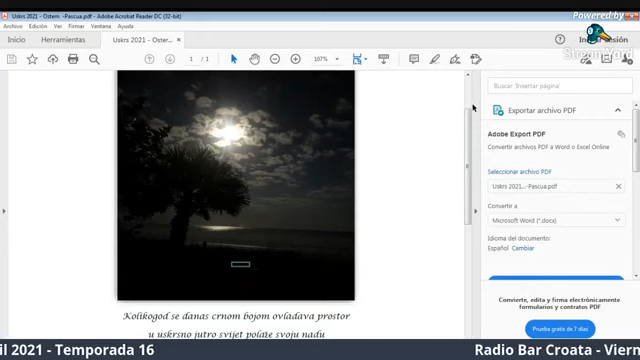 Uskrs 2021 - Ostern -Pascua.pdf - Adobe Acrobat Reader DC (32-bit)
Powered by
Archivo Edición Ver Firmar Ventana Ayuda
StreamYard
Inicio Herramientas Uskrs 2021 - Oster... × Iniciar sesión
1 / 1 107%
Buscar 'Insertar página'
Exportar archivo PDF
Adobe Export PDF
Convertir archivos PDF a Word o Excel Online
Seleccionar archivo PDF
Uskrs 2021...-Pascua.pdf
Convertir a
Microsoft Word (*.docx)
Idioma del documento:
Español Cambiar
Convierte, edita y firma electrónicamente
formularios y contratos PDF
Prueba gratis de 7 días
Kolikogod se danas crnom bojom ovladava prostor
u uskrsno jutro svijet polaže svoju nadu
il 2021 - Temporada 16
Radio Bar Croata - Viern